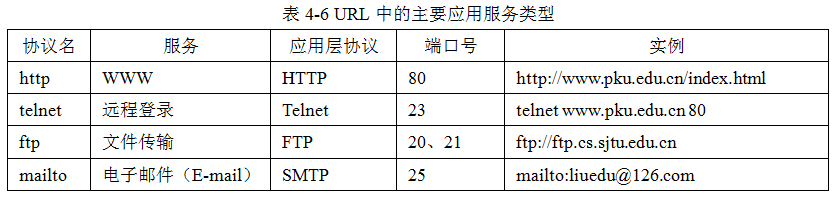 表 4-6 URL 中的主要应用服务类型
协议名 服务 应用层协议 端口号 实例
http WWW HTTP 80 http://www.pku.edu.cn/index.html
telnet 远程登录 Telnet 23 telnet www.pku.edu.cn 80
ftp 文件传输 FTP 20、21 ftp://ftp.cs.sjtu.edu.cn
mailto 电子邮件（E-mail） SMTP 25 mailto:liuedu@126.com